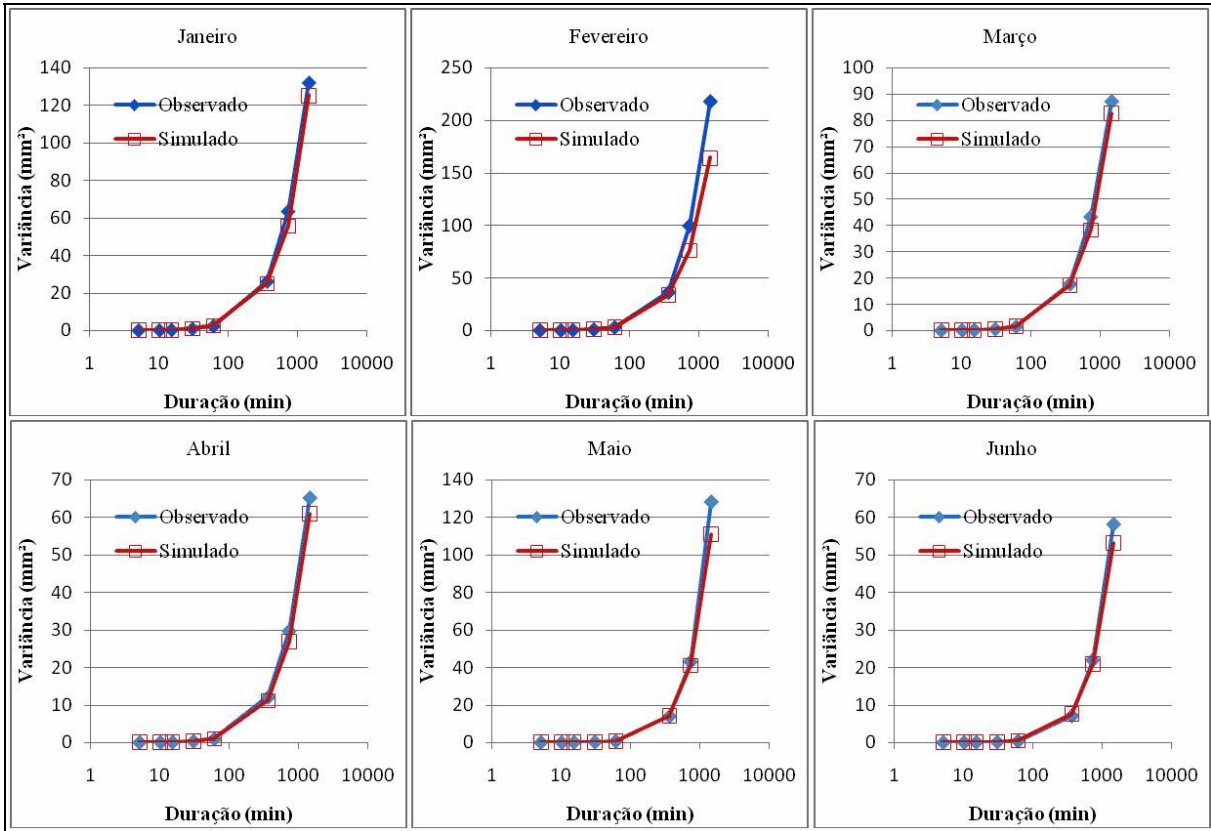 Janeiro
140
120
100
80
60
40
20
0
Variância (mm²)
Observado
Simulado
1 10 100 1000 10000
Duração (min)
Fevereiro
250
200
150
100
50
0
Variância (mm²)
Observado
Simulado
1 10 100 1000 10000
Duração (min)
Março
100
90
80
70
60
50
40
30
20
10
0
Variância (mm²)
Observado
Simulado
1 10 100 1000 10000
Duração (min)
Abril
70
60
50
40
30
20
10
0
Variância (mm²)
Observado
Simulado
1 10 100 1000 10000
Duração (min)
Maio
140
120
100
80
60
40
20
0
Variância (mm²)
Observado
Simulado
1 10 100 1000 10000
Duração (min)
Junho
70
60
50
40
30
20
10
0
Variância (mm²)
Observado
Simulado
1 10 100 1000 10000
Duração (min)